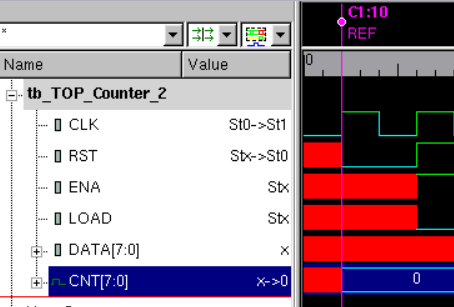 C1:10
REF
*
Name Value 0
tb_TOP_Counter_2
CLK St0->St1
RST Stx->St0
ENA Stx
LOAD Stx
DATA[7:0] x
CNT[7:0] x->0 0